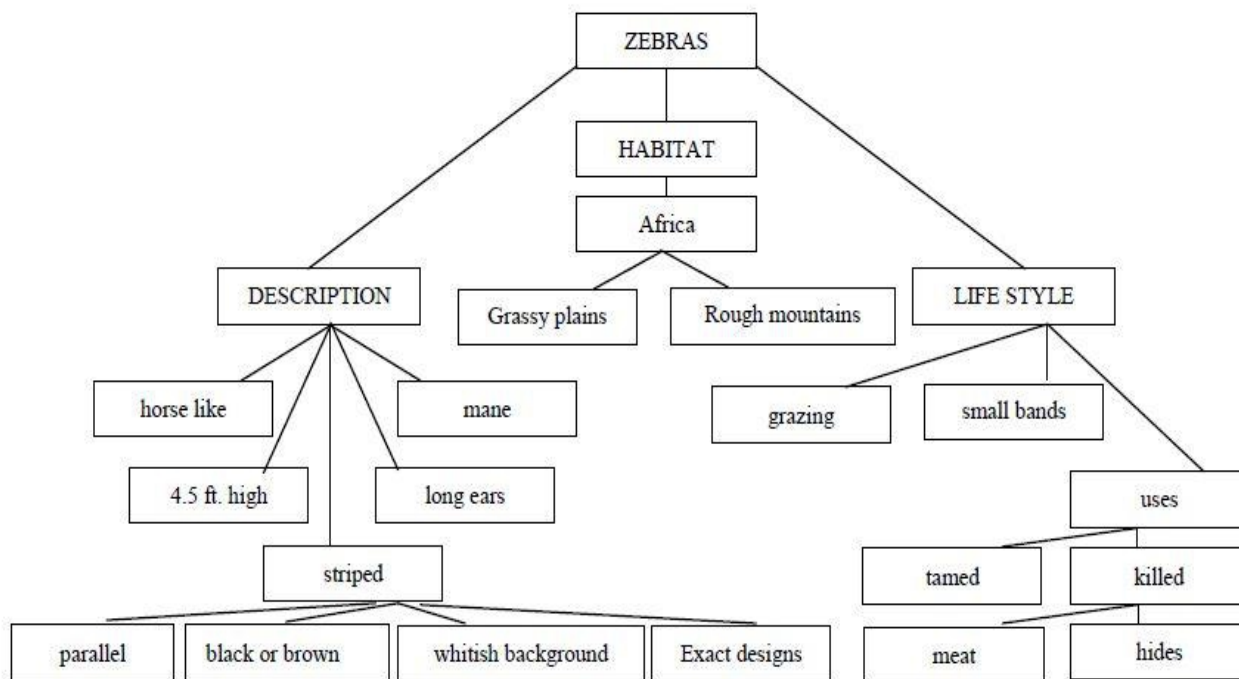 ZEBRAS
HABITAT
Africa
DESCRIPTION
Grassy plains
Rough mountains
LIFE STYLE
horse like
mane
grazing
small bands
4.5 ft. high
long ears
uses
striped
tamed
killed
parallel
black or brown
whitish background
Exact designs
meat
hides